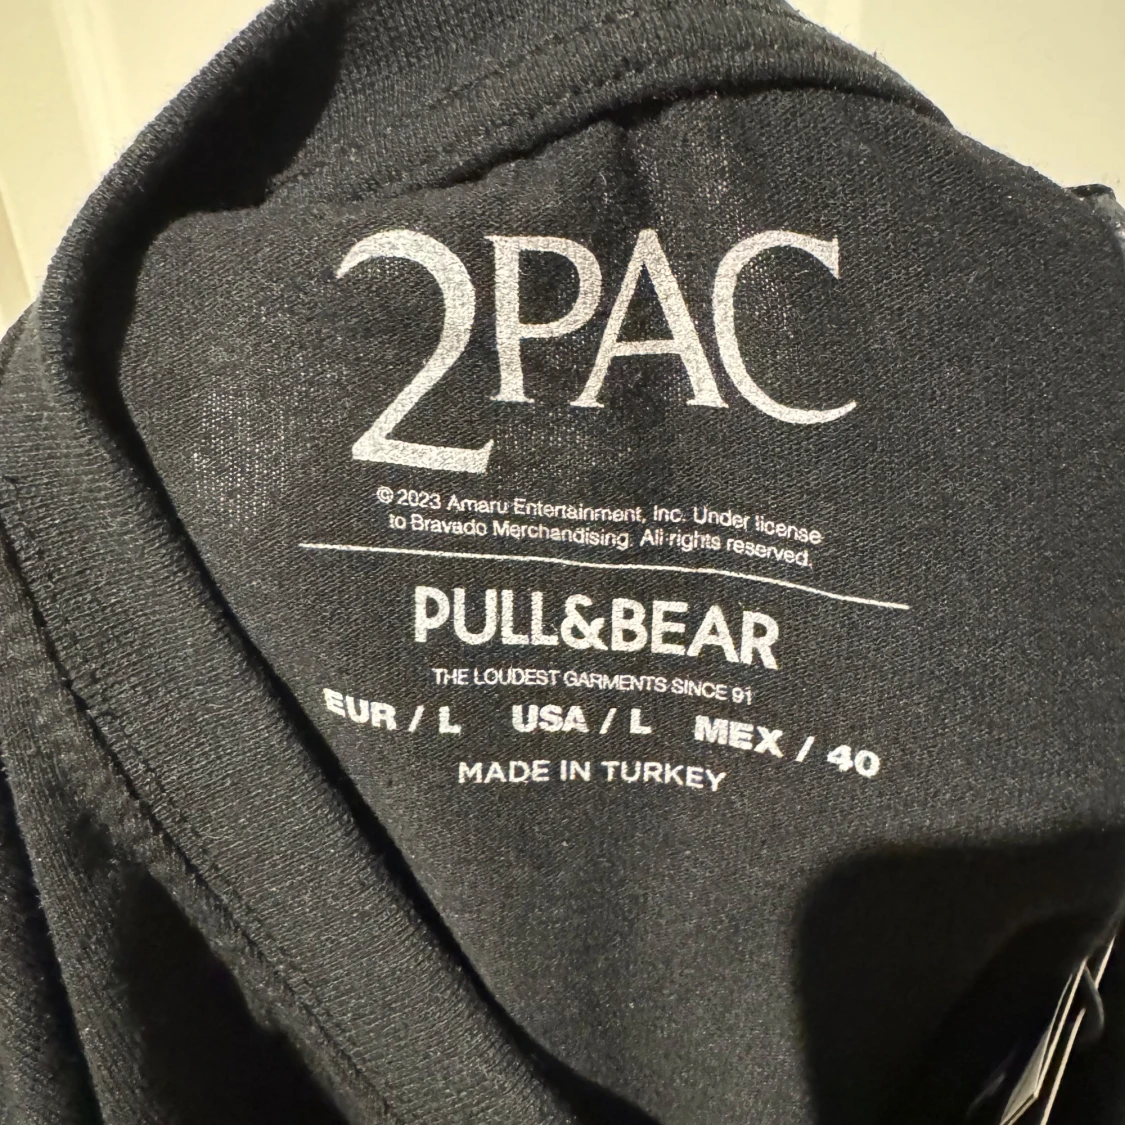 2PAC
© 2023 Amaru Entertainment, Inc. Under license
to Bravado Merchandising. All rights reserved.
PULL&BEAR
THE LOUDEST GARMENTS SINCE 91
EUR / L USA / L MEX / 40
MADE IN TURKEY